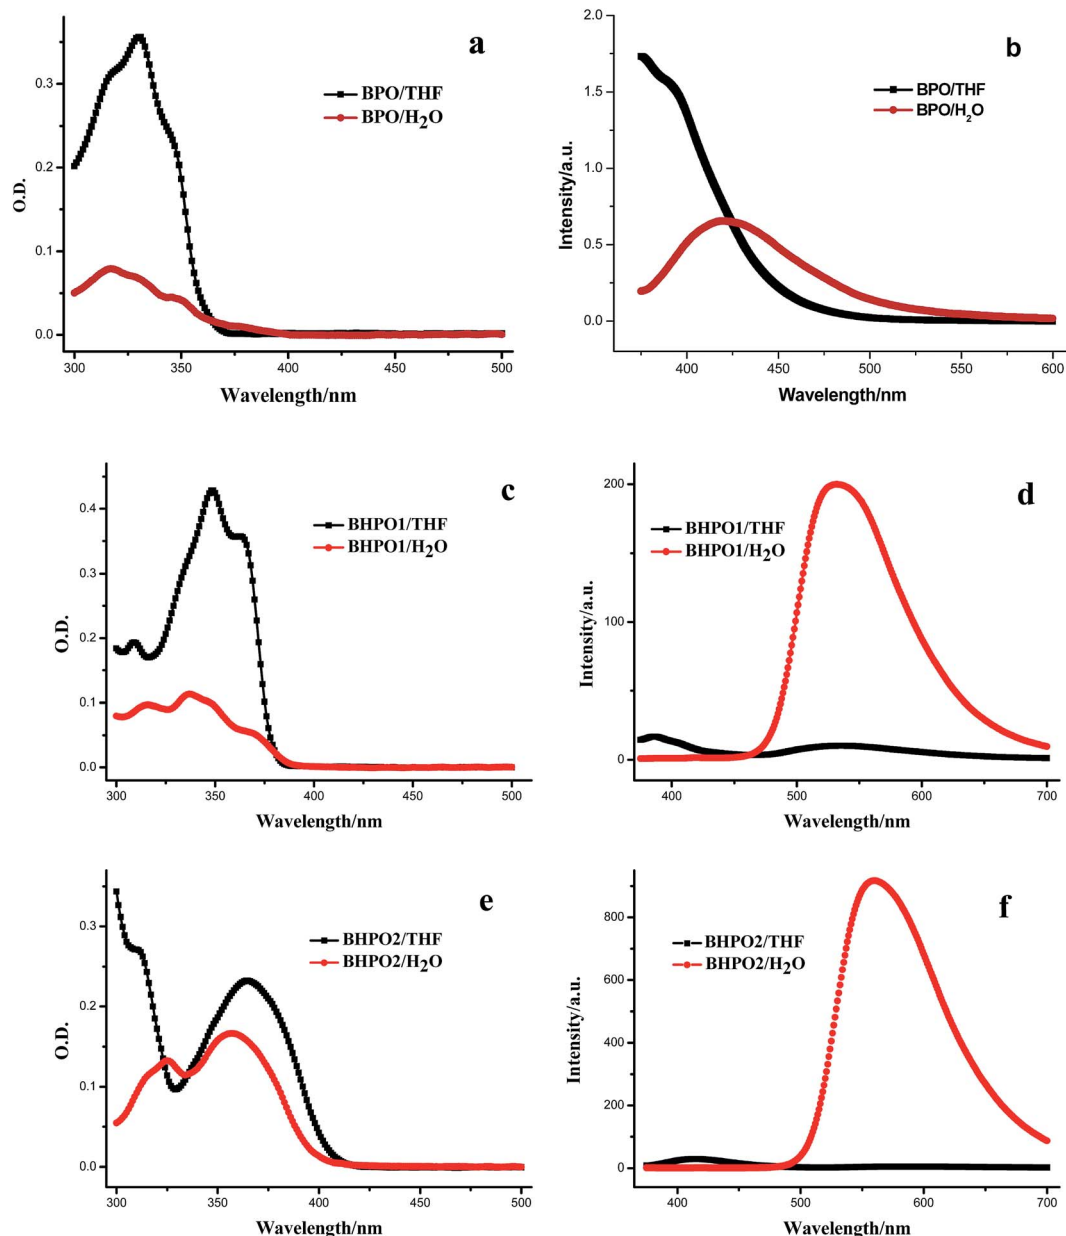 a
BPO/THF
BPO/H₂O
O.D.
0.3
0.2
0.1
0.0
300
350
400
450
500
Wavelength/nm
b
BPO/THF
BPO/H₂O
Intensity/a.u.
2.0
1.5
1.0
0.5
0.0
400
450
500
550
600
Wavelength/nm
c
BHPO1/THF
BHPO1/H₂O
O.D.
0.4
0.3
0.2
0.1
0.0
300
350
400
450
500
Wavelength/nm
d
BHPO1/THF
BHPO1/H₂O
Intensity/a.u.
200
100
0
400
500
600
700
Wavelength/nm
e
BHPO2/THF
BHPO2/H₂O
O.D.
0.3
0.2
0.1
0.0
300
350
400
450
500
Wavelength/nm
f
BHPO2/THF
BHPO2/H₂O
Intensity/a.u.
800
600
400
200
0
400
500
600
700
Wavelength/nm